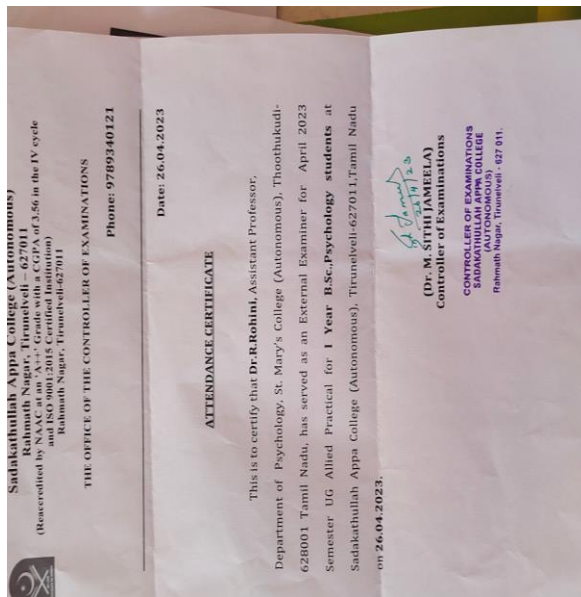 Sadakathullah Appa College (Autonomous)
Rahmath Nagar, Tirunelveli – 627011
(Reaccredited by NAAC at an 'A++' Grade with a CGPA of 3.56 in the IV cycle
and ISO 9001:2015 Certified Institution)
Rahmath Nagar, Tirunelveli-627011
THE OFFICE OF THE CONTROLLER OF EXAMINATIONS
Phone: 9789340121
Date: 26.04.2023
ATTENDANCE CERTIFICATE
This is to certify that Dr.R.Rohini, Assistant Professor,
Department of Psychology, St. Mary's College (Autonomous), Thoothukudi-
628001 Tamil Nadu, has served as an External Examiner for April 2023
Semester UG Allied Practical for I Year B.Sc.,Psychology students at
Sadakathullah Appa College (Autonomous), Tirunelveli-627011,Tamil Nadu
on 26.04.2023.
26/4/23
(Dr. M. SITHI JAMEELA)
Controller of Examinations
CONTROLLER OF EXAMINATIONS
SADAKATHULLAH APPA COLLEGE
(AUTONOMOUS)
Rahmath Nagar, Tirunelveli - 627 011.